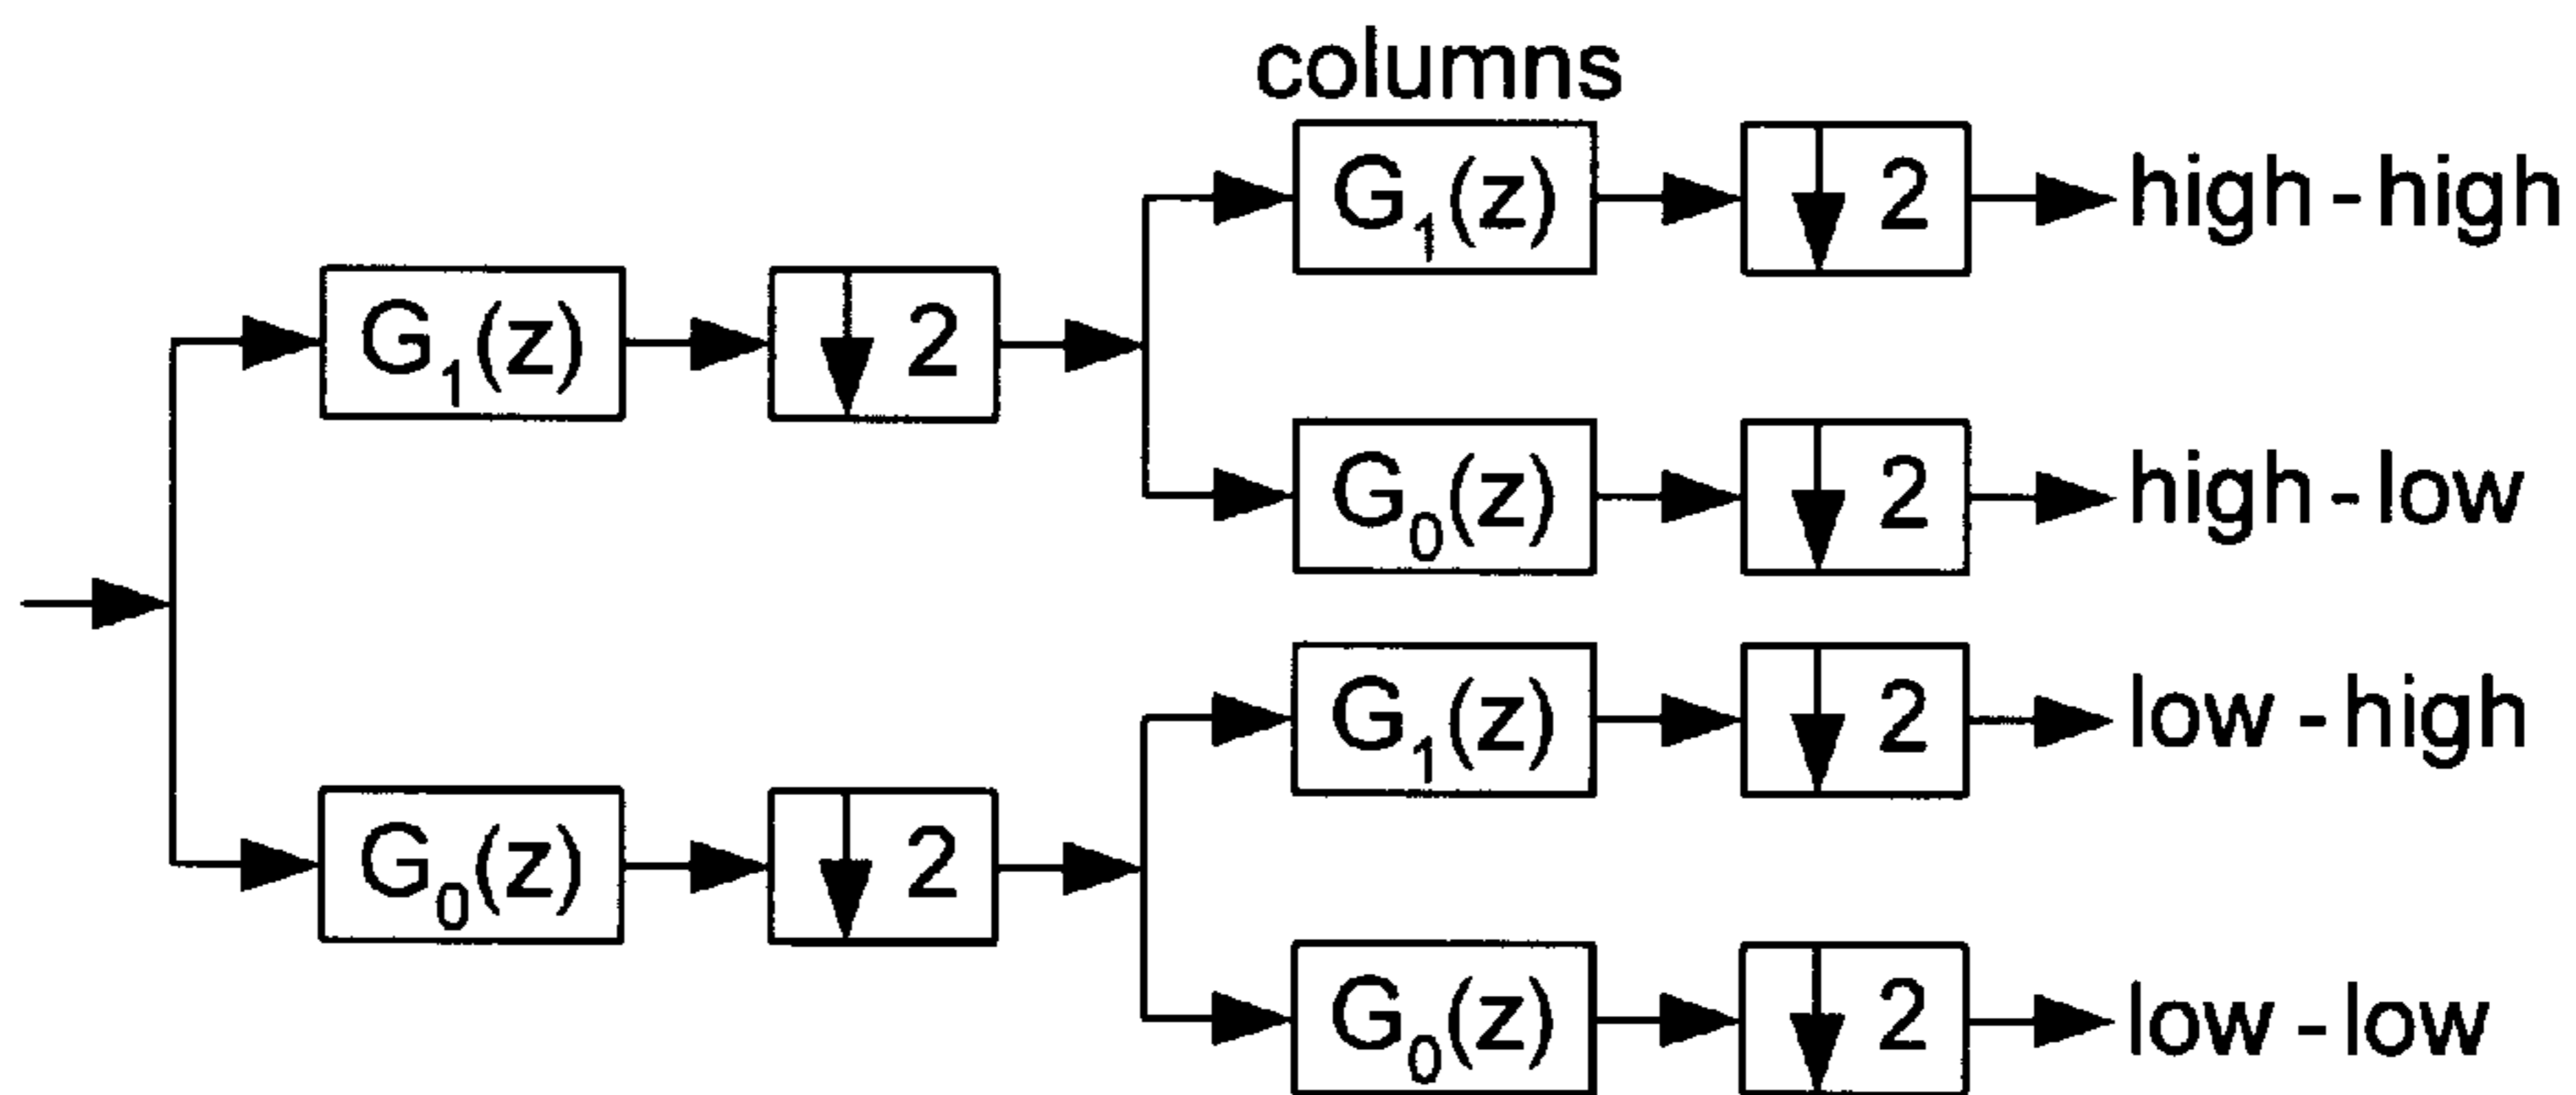 columns
G1(z) 2 high - high
G1(z) 2
G0(z) 2 high - low
G1(z) 2 low - high
G0(z) 2
G0(z) 2 low - low